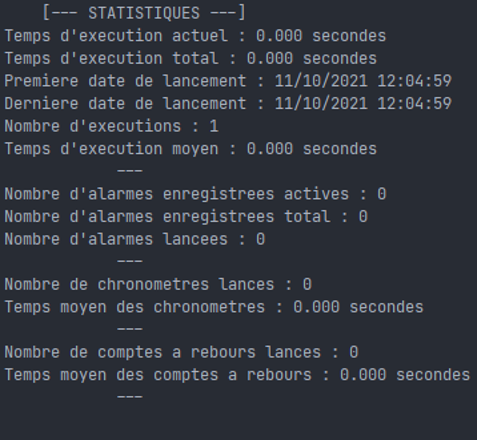 [--- STATISTIQUES ---]
Temps d'execution actuel : 0.000 secondes
Temps d'execution total : 0.000 secondes
Premiere date de lancement : 11/10/2021 12:04:59
Derniere date de lancement : 11/10/2021 12:04:59
Nombre d'executions : 1
Temps d'execution moyen : 0.000 secondes
---
Nombre d'alarmes enregistrees actives : 0
Nombre d'alarmes enregistrees total : 0
Nombre d'alarmes lancees : 0
---
Nombre de chronometres lances : 0
Temps moyen des chronometres : 0.000 secondes
---
Nombre de comptes a rebours lances : 0
Temps moyen des comptes a rebours : 0.000 secondes
---